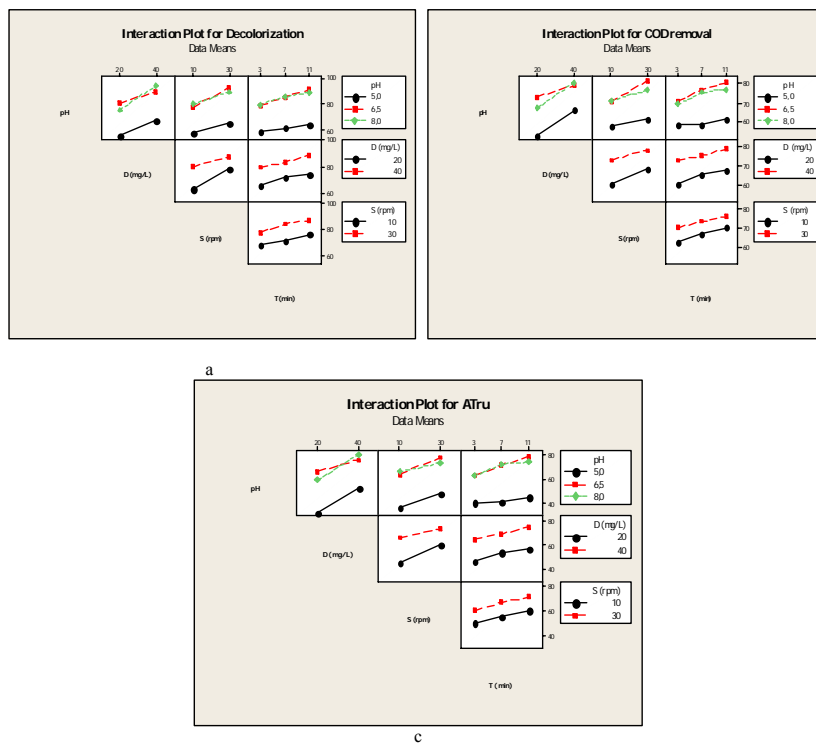 Interaction Plot for Decolorization
Data Means
20 40 10 30 3 7 11
pH
100
80
60
pH
5,0
6,5
8,0
D (mg/L)
100
80
60
D (mg/L)
20
40
S (rpm)
100
80
60
S (rpm)
10
30
T (min)
Interaction Plot for COD removal
Data Means
20 40 10 30 3 7 11
pH
80
70
60
pH
5,0
6,5
8,0
D (mg/L)
80
70
60
D (mg/L)
20
40
S (rpm)
80
70
60
S (rpm)
10
30
T (min)
a
Interaction Plot for ATru
Data Means
20 40 10 30 3 7 11
pH
80
60
40
pH
5,0
6,5
8,0
D (mg/L)
80
60
40
D (mg/L)
20
40
S (rpm)
80
60
40
S (rpm)
10
30
T (min)
c